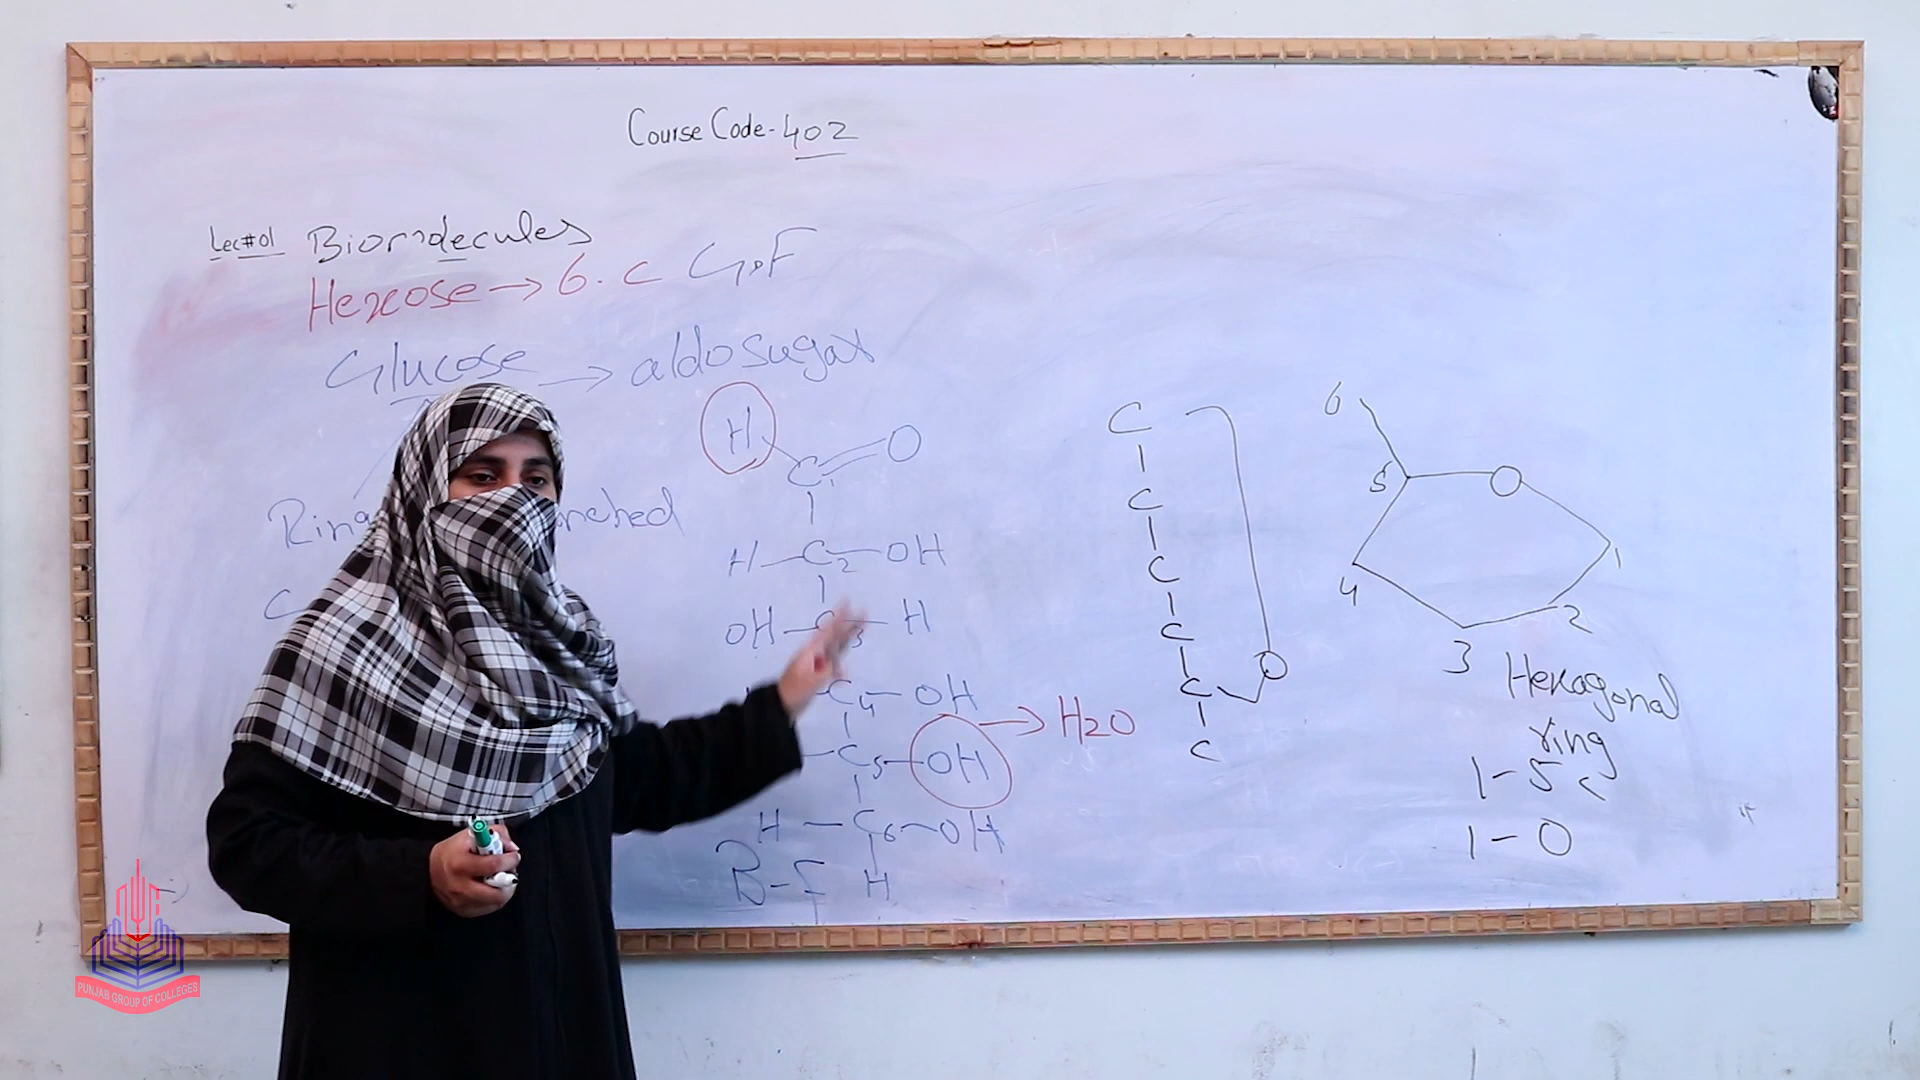 Course Code-402
Lec#01 Biomolecules
Hexose → 6.C G,F
Glucose → aldosugar
H
C
O
H-C2-OH
OH- 3-H
C4-OH
C5-OH → H2O
H-C6-OH
H
B-F
C
C
C
C
C
C
O
6
5
O
4
1
2
3
Hexagonal
ring
1-5 C
1-O
PUNJAB GROUP OF COLLEGES